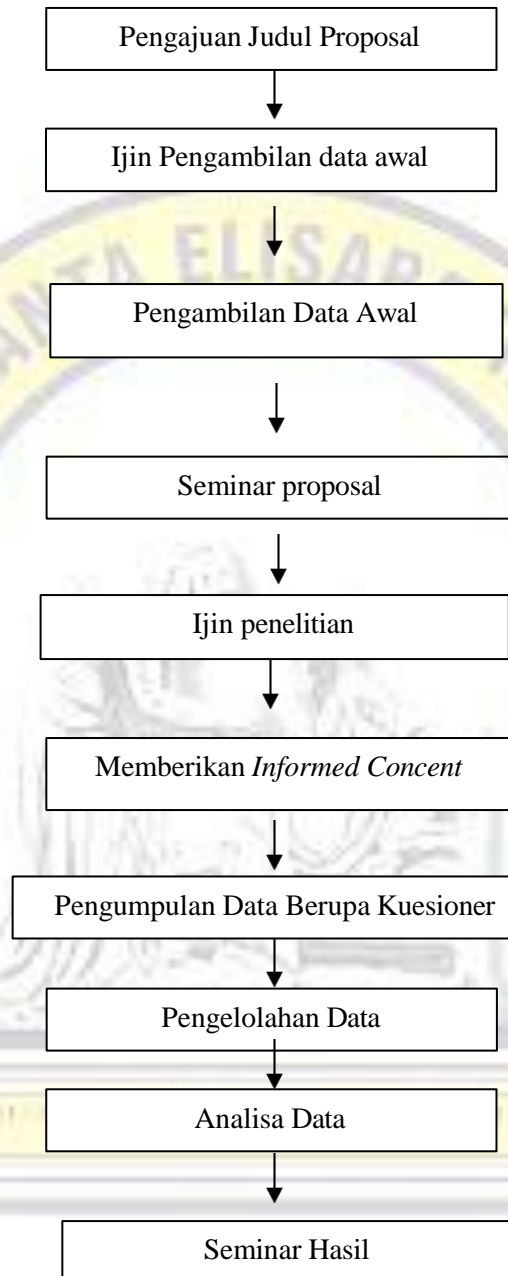 Pengajuan Judul Proposal
Ijin Pengambilan data awal
Pengambilan Data Awal
Seminar proposal
Ijin penelitian
Memberikan Informed Concent
Pengumpulan Data Berupa Kuesioner
Pengelolahan Data
Analisa Data
Seminar Hasil